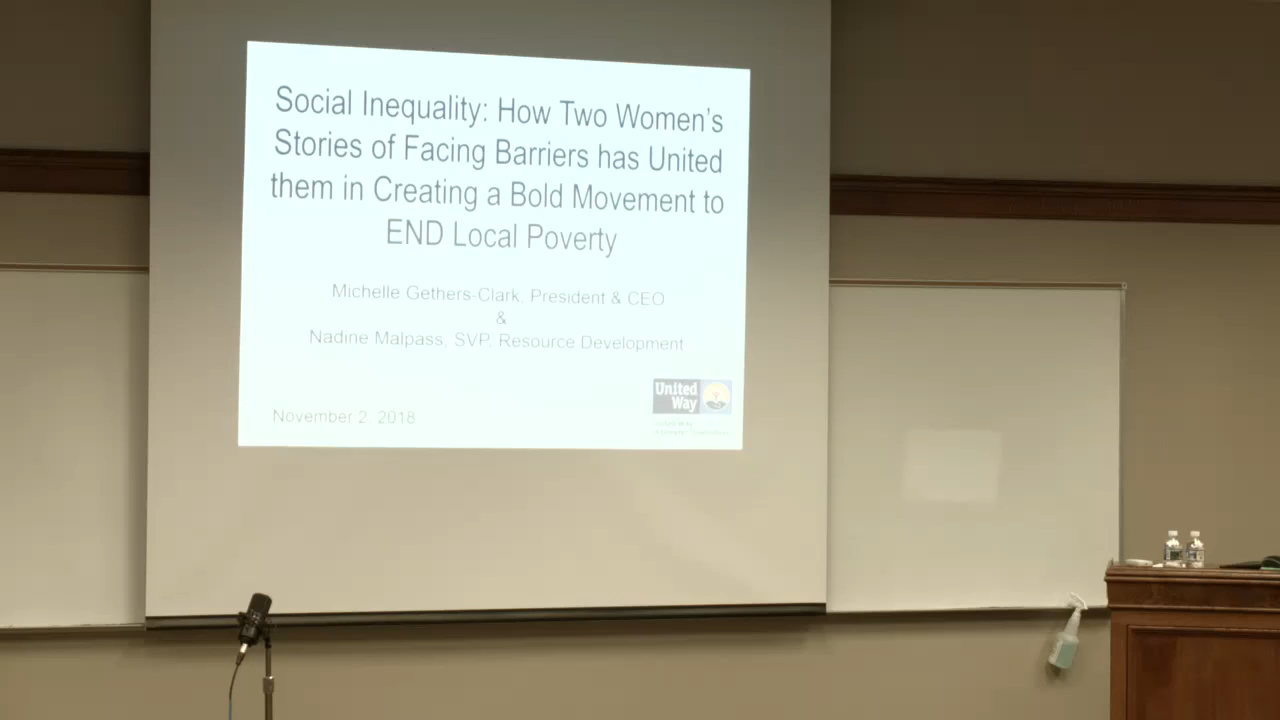 Social Inequality: How Two Women's
Stories of Facing Barriers has United
them in Creating a Bold Movement to
END Local Poverty
Michelle Gethers-Clark, President & CEO
&
Nadine Malpass, SVP, Resource Development
United
Way
November 2, 2018